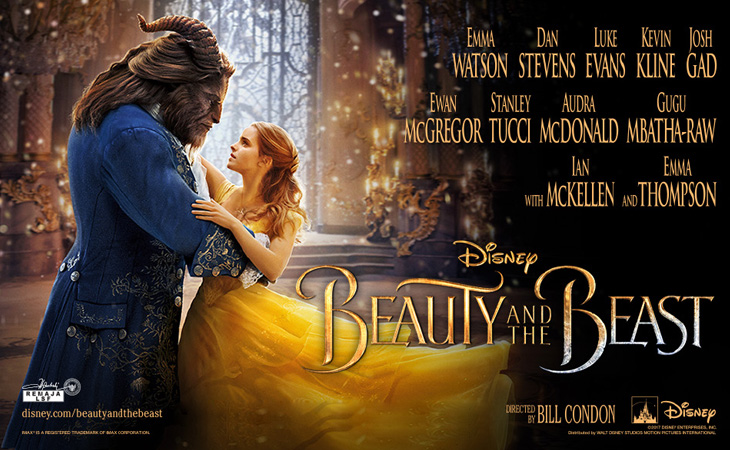 EMMA WATSON DAN STEVENS LUKE EVANS KEVIN KLINE JOSH GAD
EWAN McGREGOR STANLEY TUCCI AUDRA McDONALD GUGU MBATHA-RAW
WITH IAN McKELLEN AND EMMA THOMPSON
Disney
BEAUTY AND THE BEAST
REMAJA
LSF
disney.com/beautyandthebeast
IMAX® IS A REGISTERED TRADEMARK OF IMAX CORPORATION.
DIRECTED BY BILL CONDON
Disney
©2017 DISNEY ENTERPRISES, INC.
Distributed by WALT DISNEY STUDIOS MOTION PICTURES INTERNATIONAL